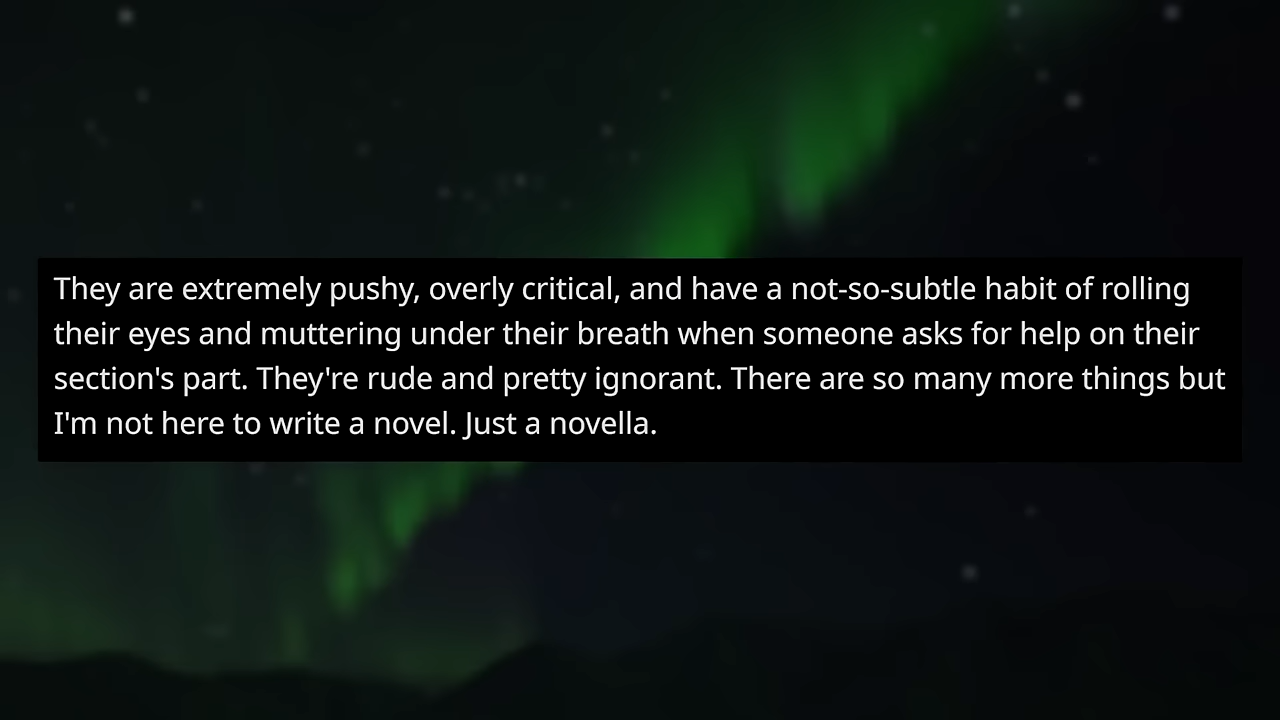 They are extremely pushy, overly critical, and have a not-so-subtle habit of rolling
their eyes and muttering under their breath when someone asks for help on their
section's part. They're rude and pretty ignorant. There are so many more things but
I'm not here to write a novel. Just a novella.